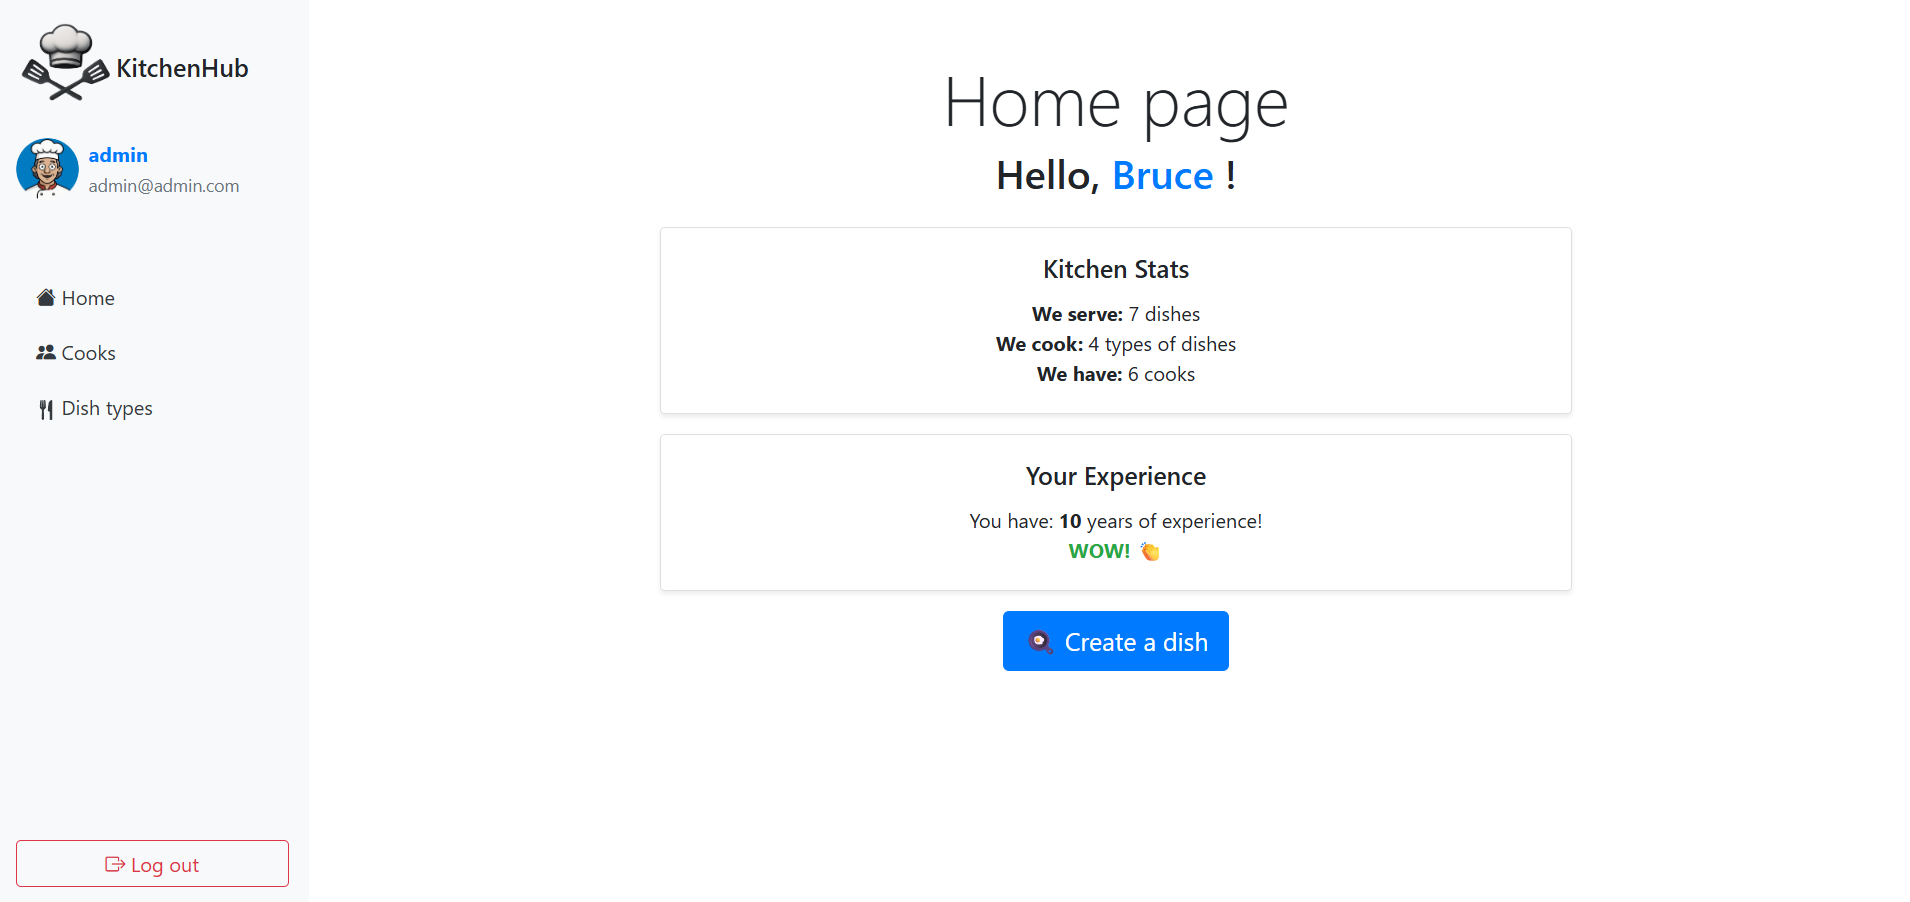 KitchenHub
admin
admin@admin.com
Home
Cooks
Dish types
Log out
Home page
Hello, Bruce !
Kitchen Stats
We serve: 7 dishes
We cook: 4 types of dishes
We have: 6 cooks
Your Experience
You have: 10 years of experience!
WOW! 👏
🍳 Create a dish